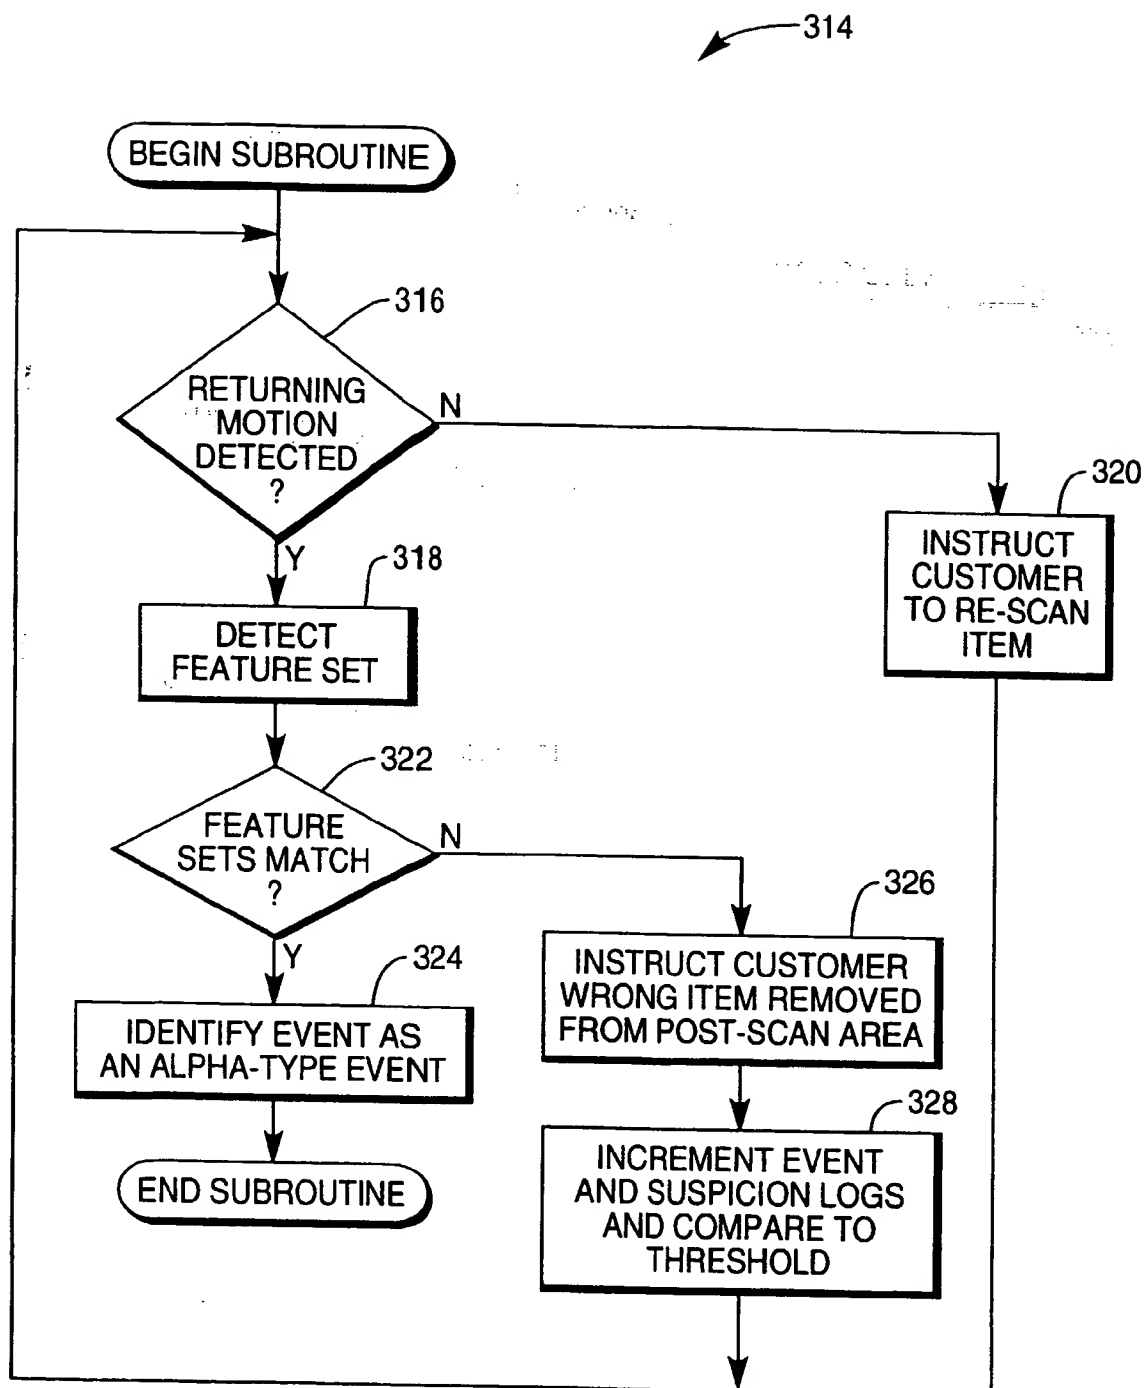 314
BEGIN SUBROUTINE
316
RETURNING
MOTION
DETECTED
?
N
Y
320
INSTRUCT
CUSTOMER
TO RE-SCAN
ITEM
318
DETECT
FEATURE SET
322
FEATURE
SETS MATCH
?
N
Y
326
INSTRUCT CUSTOMER
WRONG ITEM REMOVED
FROM POST-SCAN AREA
324
IDENTIFY EVENT AS
AN ALPHA-TYPE EVENT
328
INCREMENT EVENT
AND SUSPICION LOGS
AND COMPARE TO
THRESHOLD
END SUBROUTINE